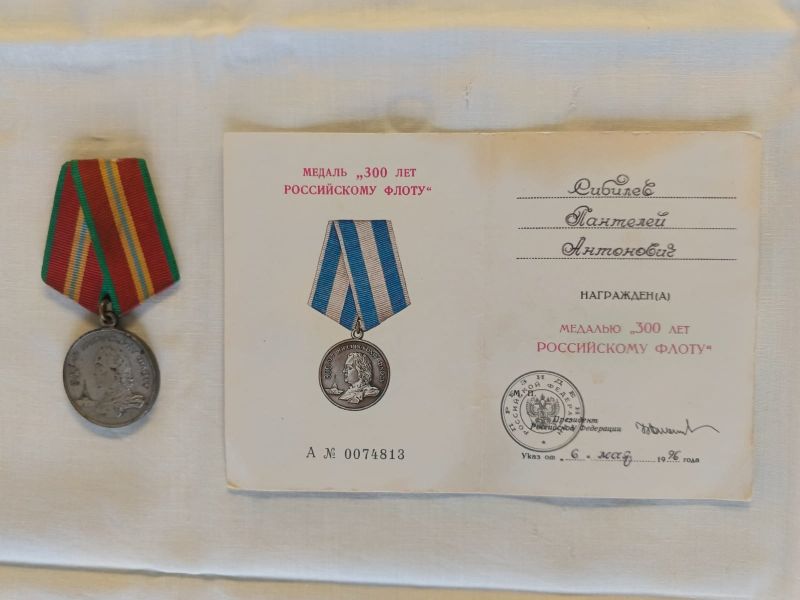 МЕДАЛЬ „300 ЛЕТ
РОССИЙСКОМУ ФЛОТУ“
А № 0074813
Сибилев
Пантелей
Антонович
НАГРАЖДЕН(А)
МЕДАЛЬЮ „300 ЛЕТ
РОССИЙСКОМУ ФЛОТУ“
М. П.
Президент
Российской Федерации
Указ от „6“ 1996 года